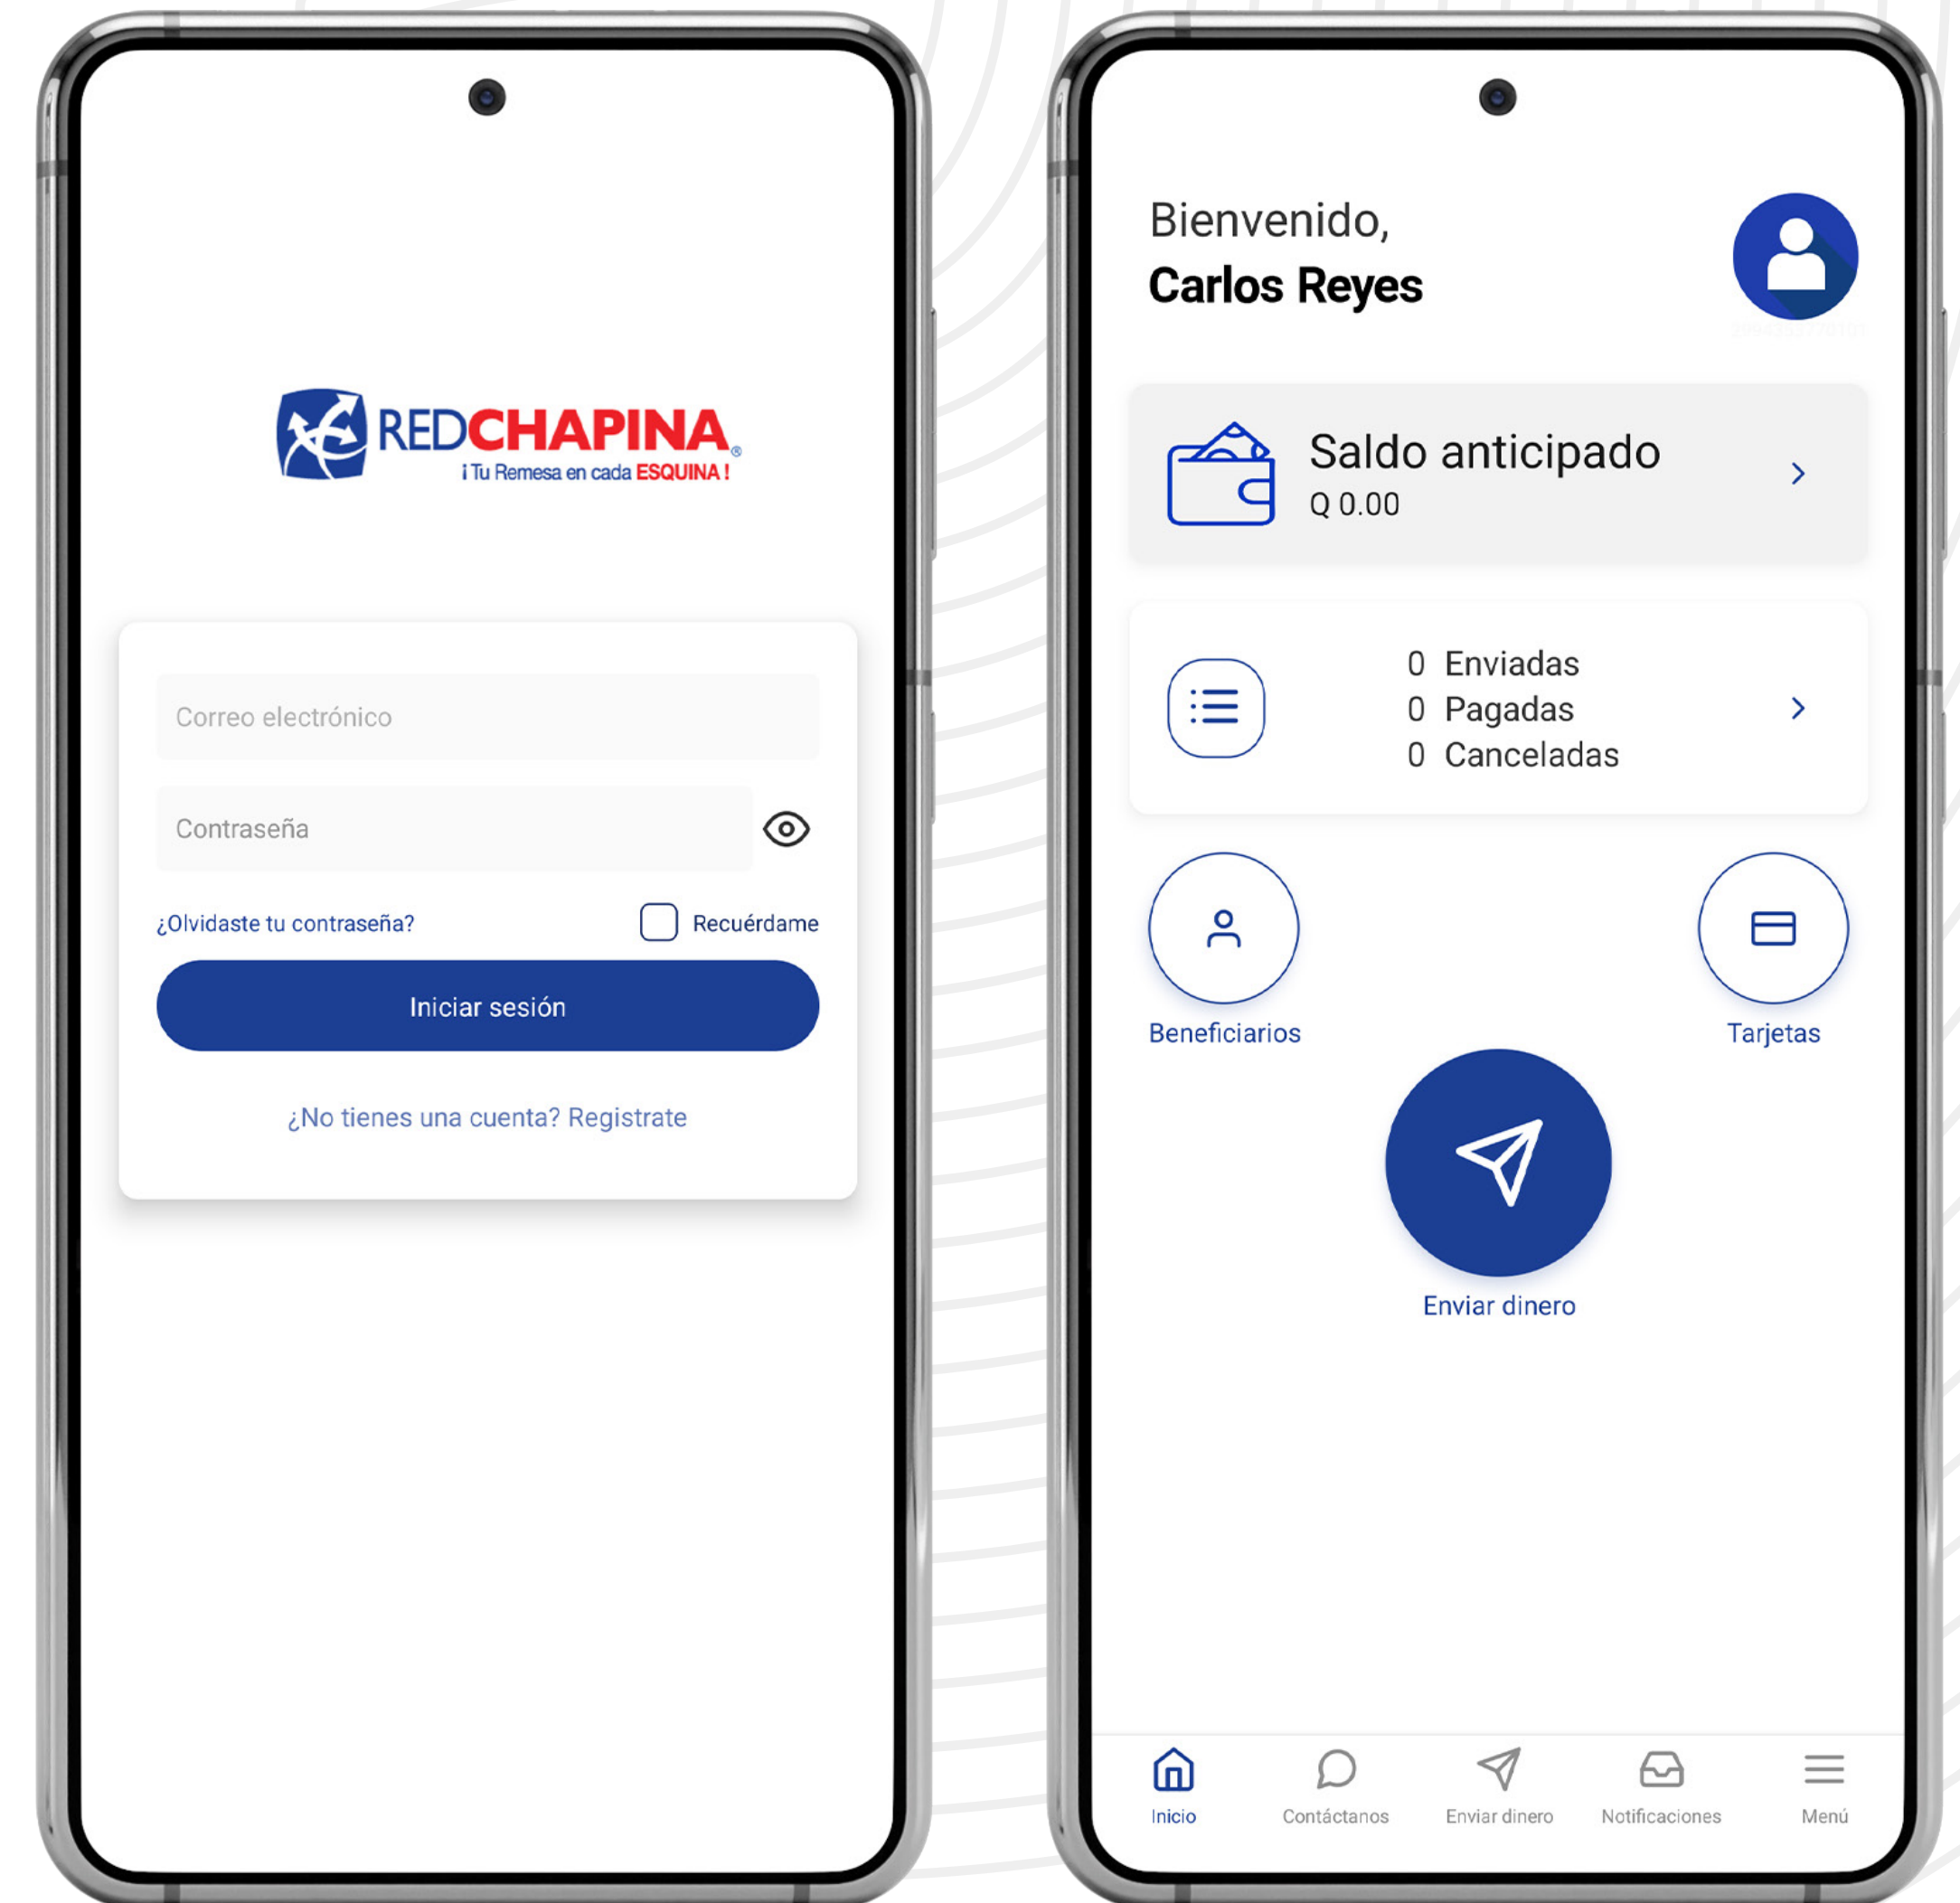 REDCHAPINA®
¡Tu Remesa en cada ESQUINA!
Correo electrónico
Contraseña
¿Olvidaste tu contraseña?
Recuérdame
Iniciar sesión
¿No tienes una cuenta? Registrate
Bienvenido,
Carlos Reyes
Saldo anticipado
Q 0.00
0 Enviadas
0 Pagadas
0 Canceladas
Beneficiarios
Tarjetas
Enviar dinero
Inicio
Contáctanos
Enviar dinero
Notificaciones
Menú